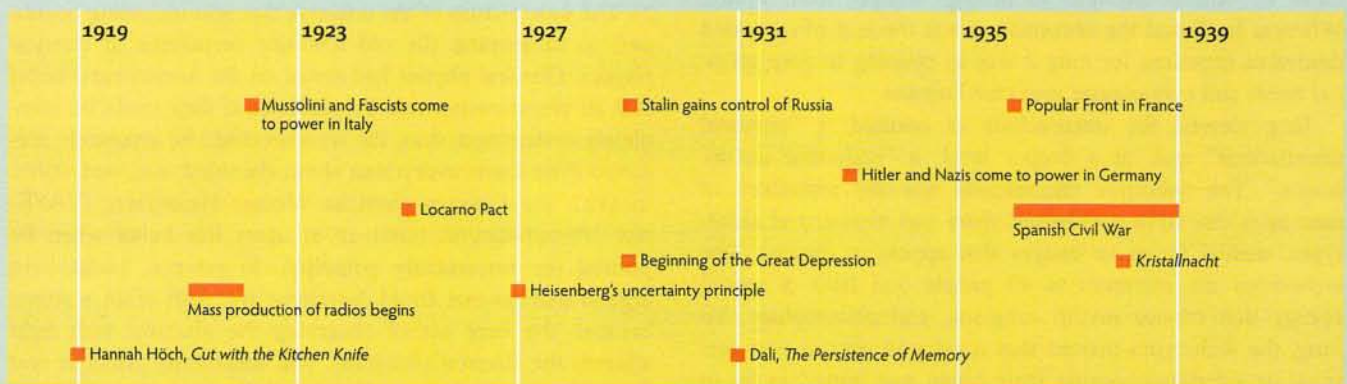 1919 1923 1927 1931 1935 1939
Mussolini and Fascists come
to power in Italy
Stalin gains control of Russia
Popular Front in France
Hitler and Nazis come to power in Germany
Locarno Pact
Spanish Civil War
Beginning of the Great Depression
Kristallnacht
Heisenberg's uncertainty principle
Mass production of radios begins
Hannah Höch, Cut with the Kitchen Knife
Dali, The Persistence of Memory